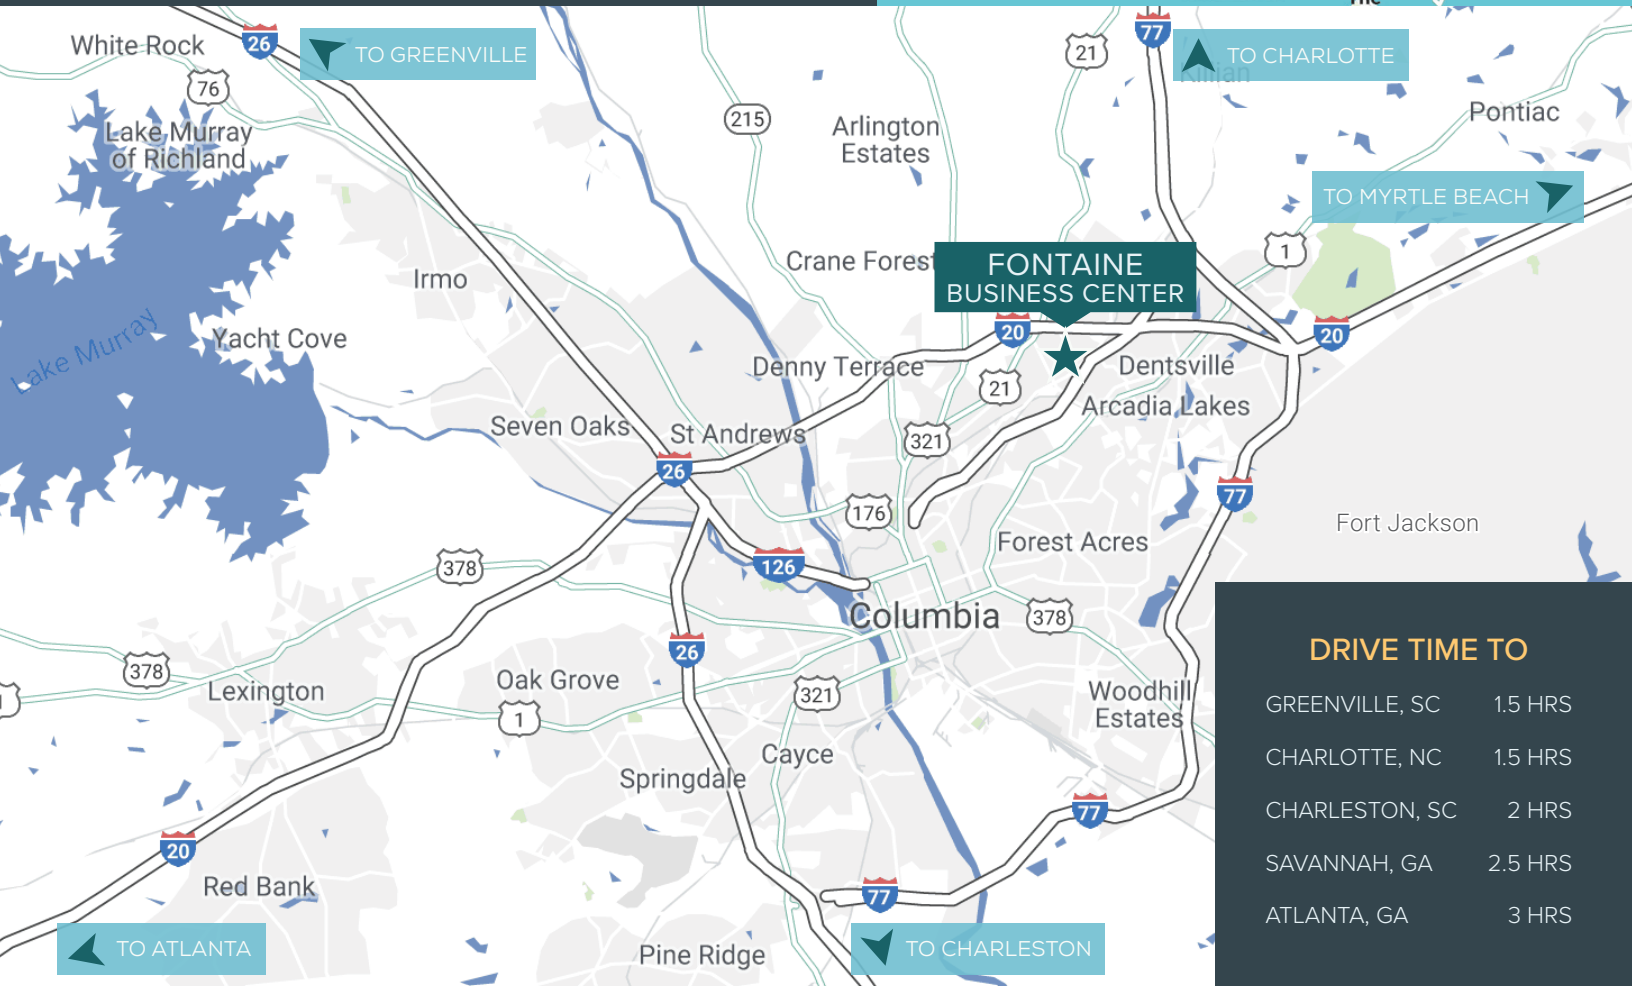 White Rock
26
TO GREENVILLE
21
77
TO CHARLOTTE
Killian
76
Pontiac
215
Arlington
Estates
Lake Murray
of Richland
TO MYRTLE BEACH
1
Crane Forest
FONTAINE
BUSINESS CENTER
Irmo
Lake Murray
Yacht Cove
20
20
Denny Terrace
Dentsville
21
Arcadia Lakes
Seven Oaks
St Andrews
321
26
77
176
Fort Jackson
Forest Acres
378
126
Columbia
378
26
378
Lexington
Oak Grove
321
Woodhill
Estates
1
1
Cayce
Springdale
77
20
Red Bank
77
TO ATLANTA
Pine Ridge
TO CHARLESTON
DRIVE TIME TO
GREENVILLE, SC 1.5 HRS
CHARLOTTE, NC 1.5 HRS
CHARLESTON, SC 2 HRS
SAVANNAH, GA 2.5 HRS
ATLANTA, GA 3 HRS